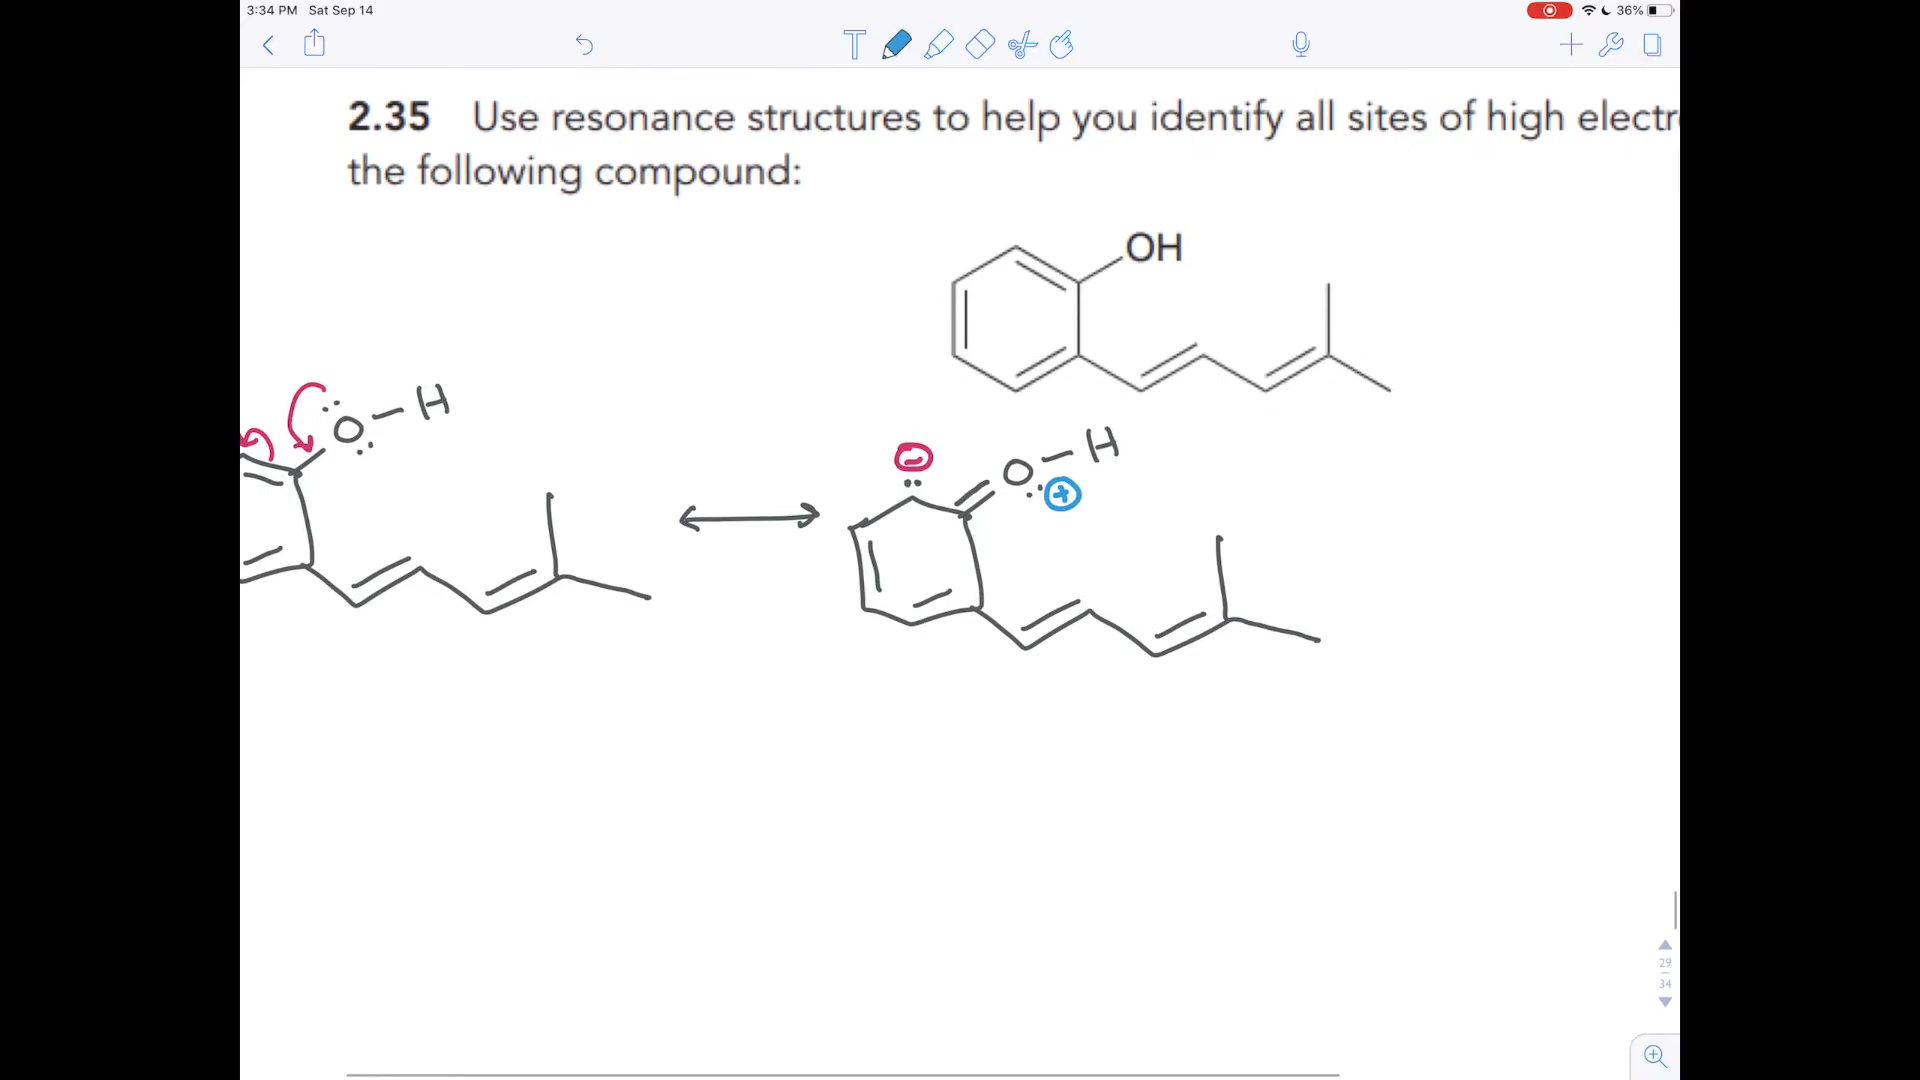 3:34 PM Sat Sep 14
36%
T
2.35 Use resonance structures to help you identify all sites of high electr
the following compound:
OH
O - H
O - H
29
34